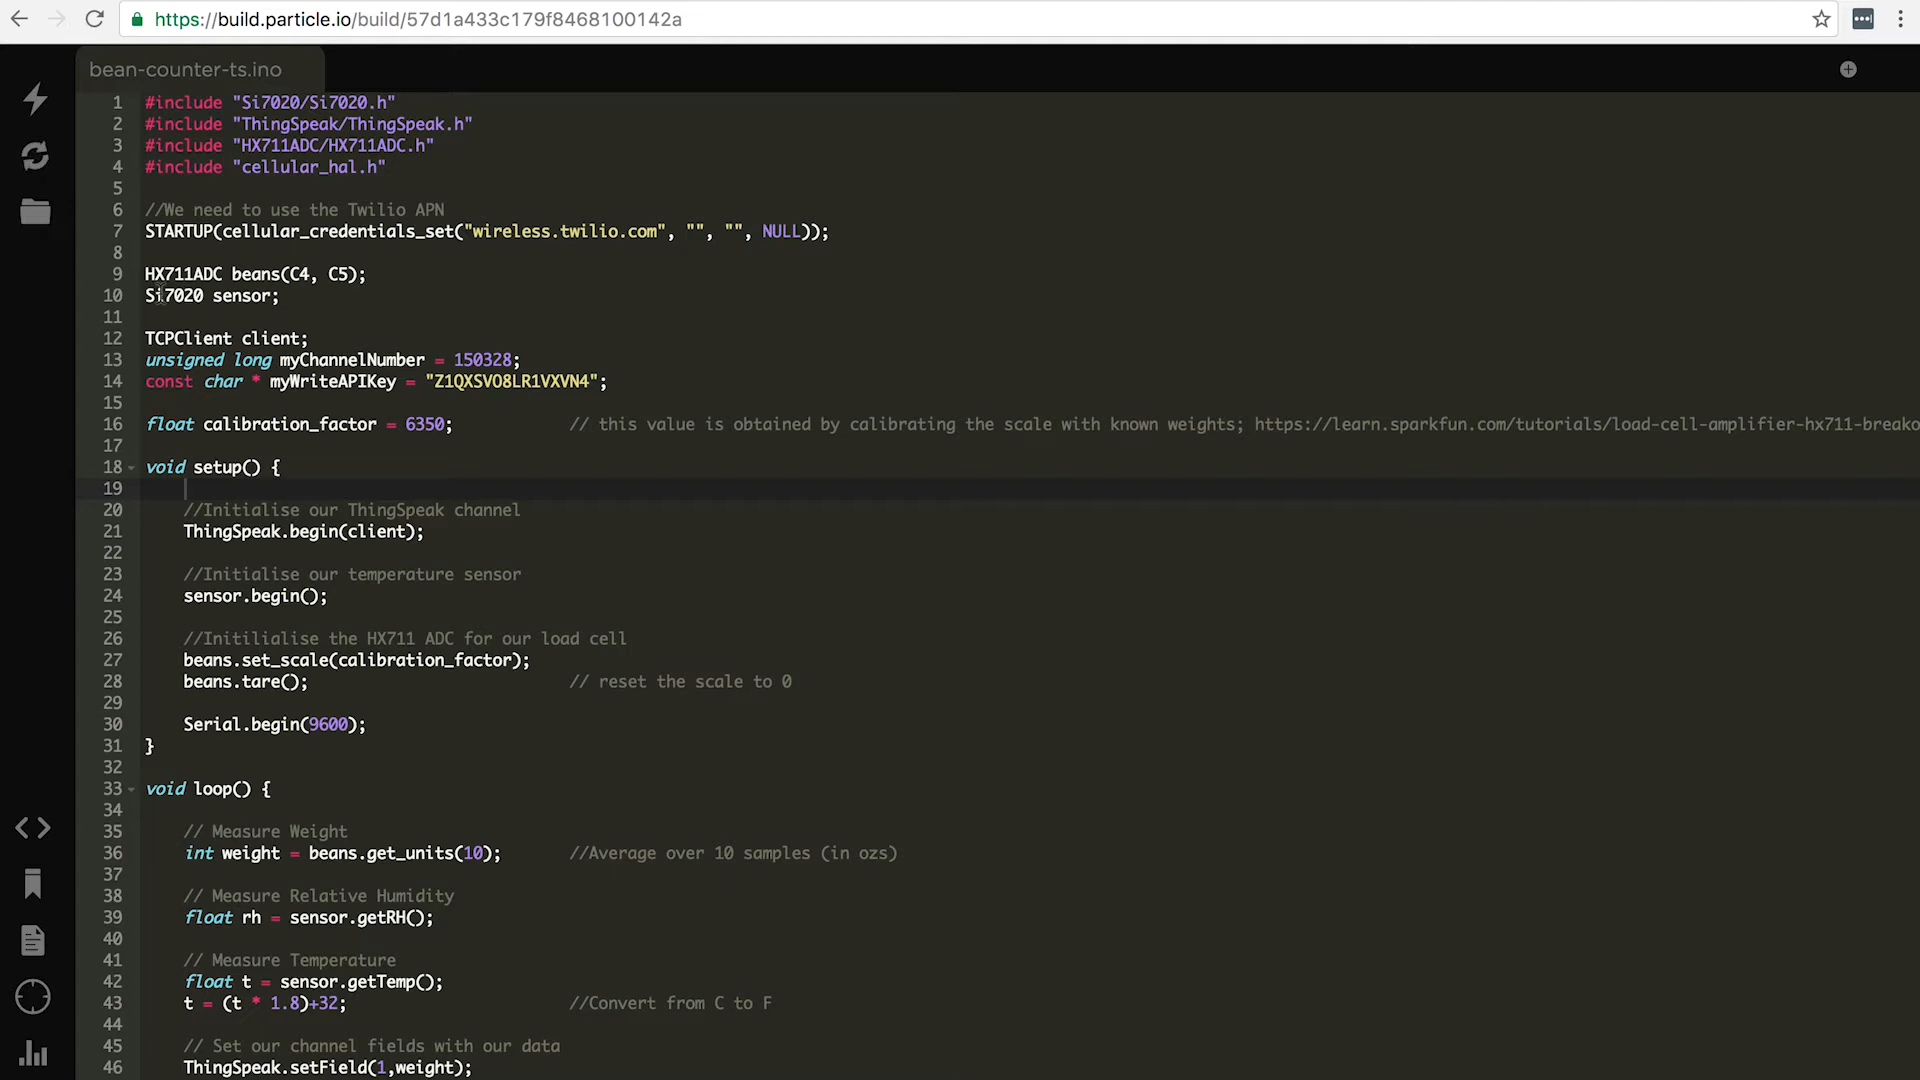 https://build.particle.io/build/57d1a433c179f8468100142a
bean-counter-ts.ino
1 #include "Si7020/Si7020.h"
2 #include "ThingSpeak/ThingSpeak.h"
3 #include "HX711ADC/HX711ADC.h"
4 #include "cellular_hal.h"
5
6 //We need to use the Twilio APN
7 STARTUP(cellular_credentials_set("wireless.twilio.com", "", "", NULL));
8
9 HX711ADC beans(C4, C5);
10 Si7020 sensor;
11
12 TCPClient client;
13 unsigned long myChannelNumber = 150328;
14 const char * myWriteAPIKey = "Z1QXSVO8LR1VXVN4";
15
16 float calibration_factor = 6350; // this value is obtained by calibrating the scale with known weights; https://learn.sparkfun.com/tutorials/load-cell-amplifier-hx711-breako
17
18 void setup() {
19
20 //Initialise our ThingSpeak channel
21 ThingSpeak.begin(client);
22
23 //Initialise our temperature sensor
24 sensor.begin();
25
26 //Initilialise the HX711 ADC for our load cell
27 beans.set_scale(calibration_factor);
28 beans.tare(); // reset the scale to 0
29
30 Serial.begin(9600);
31 }
32
33 void loop() {
34
35 // Measure Weight
36 int weight = beans.get_units(10); //Average over 10 samples (in ozs)
37
38 // Measure Relative Humidity
39 float rh = sensor.getRH();
40
41 // Measure Temperature
42 float t = sensor.getTemp();
43 t = (t * 1.8)+32; //Convert from C to F
44
45 // Set our channel fields with our data
46 ThingSpeak.setField(1,weight);